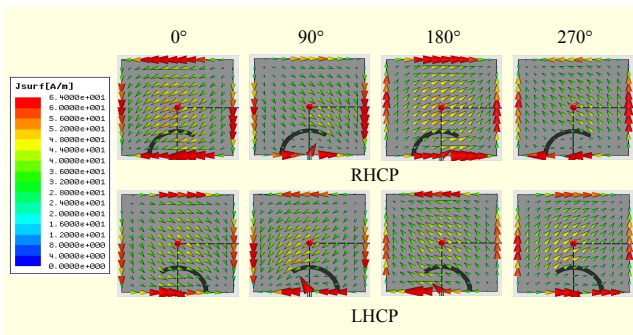 0° 90° 180° 270°
Jsurf[A/m]
6.4000e+001
6.0000e+001
5.6000e+001
5.2000e+001
4.8000e+001
4.4000e+001
4.0000e+001
3.6000e+001
3.2000e+001
2.8000e+001
2.4000e+001
2.0000e+001
1.6000e+001
1.2000e+001
8.0000e+000
4.0000e+000
0.0000e+000
RHCP
LHCP